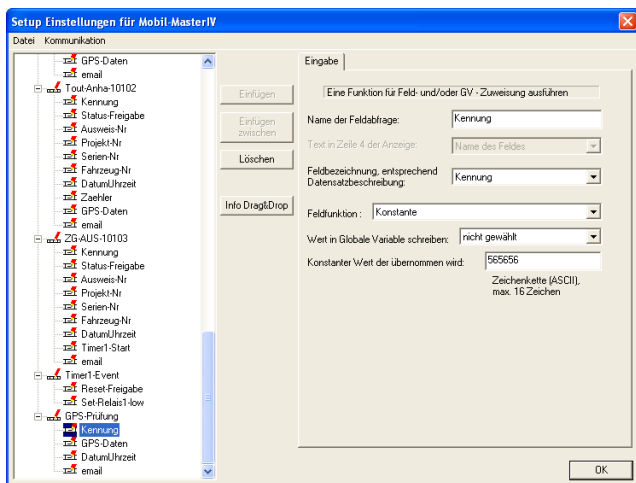 Setup Einstellungen für Mobil-MasterIV
Datei Kommunikation
GPS-Daten
email
Tout-Anha-10102
Kennung
Status-Freigabe
Ausweis-Nr
Projekt-Nr
Serien-Nr
Fahrzeug-Nr
DatumUhrzeit
Zaehler
GPS-Daten
email
ZG-AUS-10103
Kennung
Status-Freigabe
Ausweis-Nr
Projekt-Nr
Serien-Nr
Fahrzeug-Nr
DatumUhrzeit
Timer1-Start
email
Timer1-Event
Reset-Freigabe
Set-Relais1-low
GPS-Prüfung
Kennung
GPS-Daten
DatumUhrzeit
email
Einfügen
Einfügen
zwischen
Löschen
Info Drag&Drop
Eingabe
Eine Funktion für Feld- und/oder GV - Zuweisung ausführen
Name der Feldabfrage: Kennung
Text in Zeile 4 der Anzeige: Name des Feldes
Feldbezeichnung, entsprechend
Datensatzbeschreibung: Kennung
Feldfunktion : Konstante
Wert in Globale Variable schreiben: nicht gewählt
Konstanter Wert der übernommen wird: 565656
Zeichenkette (ASCII),
max. 16 Zeichen
OK